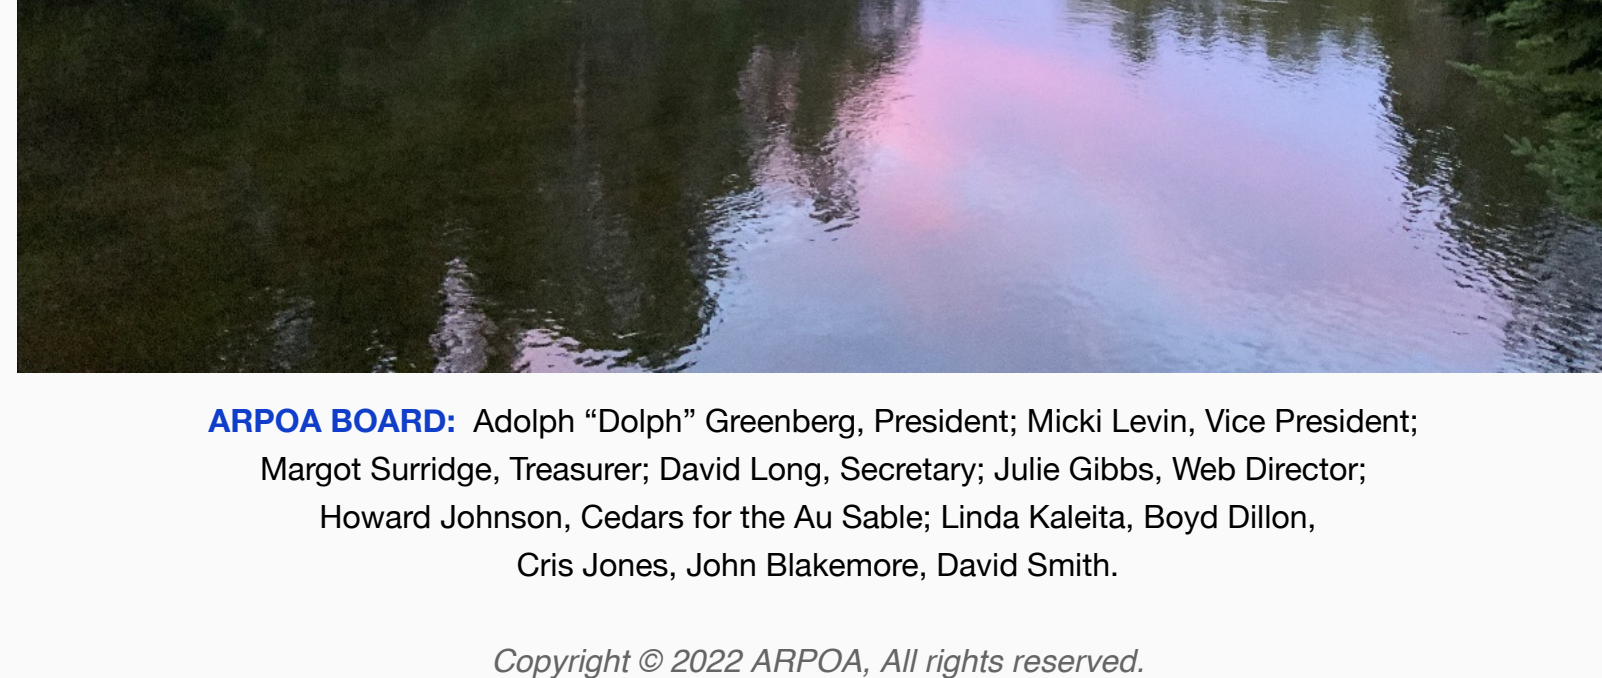 ARPOA BOARD: Adolph “Dolph” Greenberg, President; Micki Levin, Vice President;
Margot Surridge, Treasurer; David Long, Secretary; Julie Gibbs, Web Director;
Howard Johnson, Cedars for the Au Sable; Linda Kaleita, Boyd Dillon,
Cris Jones, John Blakemore, David Smith.
Copyright © 2022 ARPOA, All rights reserved.